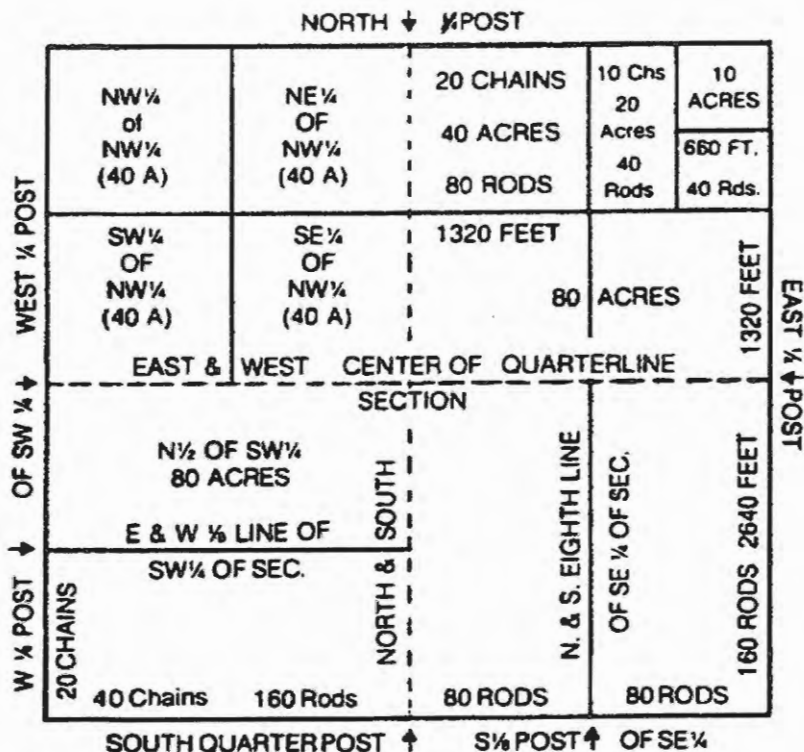 NORTH ¼ POST
NW¼
of
NW¼
(40 A)
NE¼
OF
NW¼
(40 A)
20 CHAINS
40 ACRES
80 RODS
10 Chs
20
Acres
40
Rods
10
ACRES
660 FT.
40 Rds.
SW¼
OF
NW¼
(40 A)
SE¼
OF
NW¼
(40 A)
1320 FEET
80 ACRES
1320 FEET
WEST ¼ POST
EAST ¼ POST
EAST & WEST CENTER OF QUARTERLINE
SECTION
OF SW ¼
N½ OF SW¼
80 ACRES
E & W ⅛ LINE OF
SW¼ OF SEC.
NORTH & SOUTH
N. & S. EIGHTH LINE
OF SE ¼ OF SEC.
160 RODS 2640 FEET
W ⅛ POST
20 CHAINS
40 Chains 160 Rods
80 RODS
80 RODS
SOUTH QUARTER POST
S⅛ POST OF SE¼